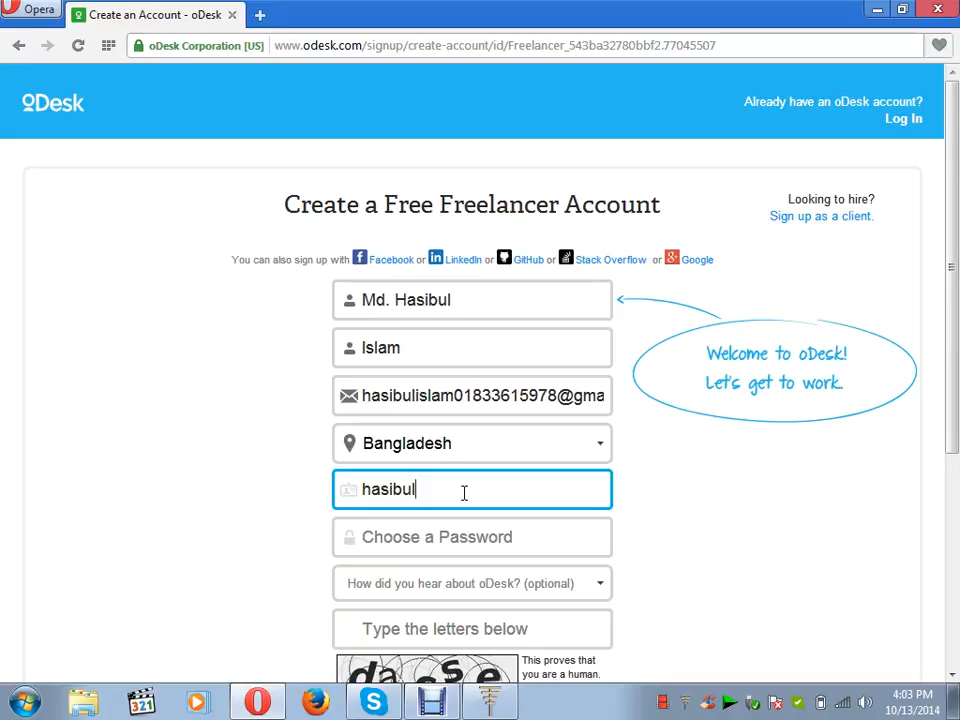 Opera
Create an Account - oDesk
oDesk Corporation [US]
www.odesk.com/signup/create-account/id/Freelancer_543ba32780bbf2.77045507
oDesk
Already have an oDesk account?
Log In
Create a Free Freelancer Account
Looking to hire?
Sign up as a client.
You can also sign up with Facebook or LinkedIn or GitHub or Stack Overflow or Google
Md. Hasibul
Islam
Welcome to oDesk!
Let's get to work.
hasibulislam01833615978@gma
Bangladesh
hasibul
Choose a Password
How did you hear about oDesk? (optional)
Type the letters below
This proves that
you are a human.
321
4:03 PM
10/13/2014